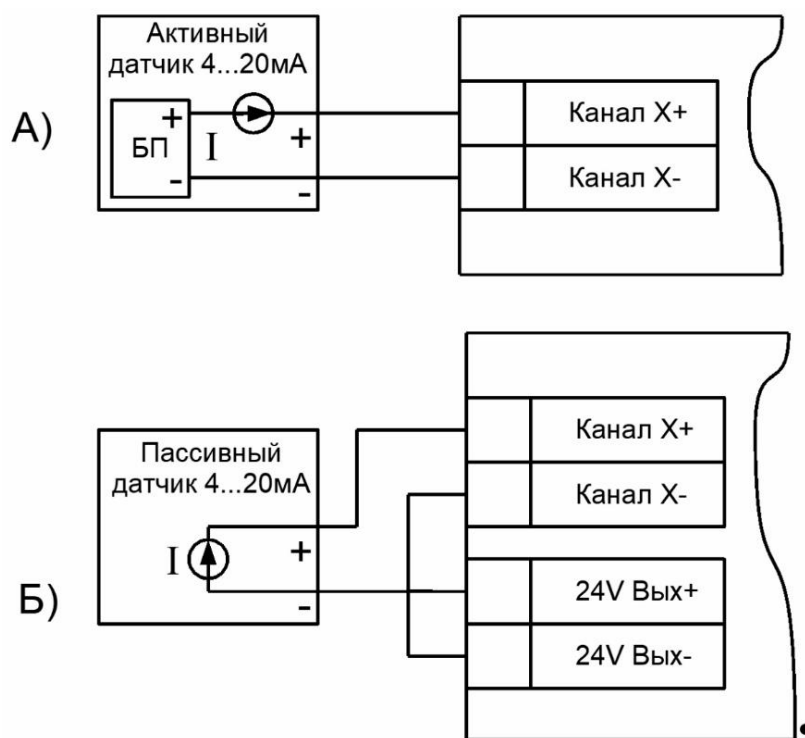 А)
Активный
датчик 4...20мА
+
БП
-
I
+
-
Канал X+
Канал X-
Б)
Пассивный
датчик 4...20мА
I
+
-
Канал X+
Канал X-
24V Вых+
24V Вых-